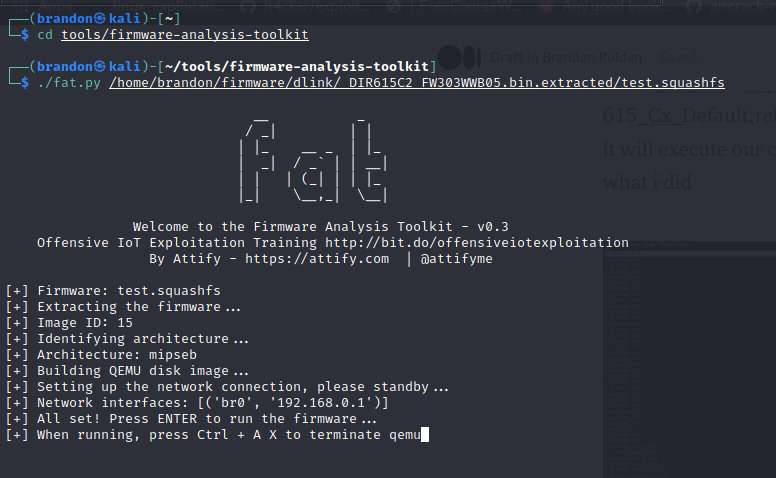 (brandon㉿kali)-[~]
$ cd tools/firmware-analysis-toolkit
(brandon㉿kali)-[~/tools/firmware-analysis-toolkit]
$ ./fat.py /home/brandon/firmware/dlink/_DIR615C2_FW303WWB05.bin.extracted/test.squashfs
Draft in Brandon Roldan Saved
615_Cx_Default;re
it will execute our c
what i did
fat
Welcome to the Firmware Analysis Toolkit - v0.3
Offensive IoT Exploitation Training http://bit.do/offensiveiotexploitation
By Attify - https://attify.com | @attifyme
[+] Firmware: test.squashfs
[+] Extracting the firmware...
[+] Image ID: 15
[+] Identifying architecture...
[+] Architecture: mipseb
[+] Building QEMU disk image...
[+] Setting up the network connection, please standby...
[+] Network interfaces: [('br0', '192.168.0.1')]
[+] All set! Press ENTER to run the firmware...
[+] When running, press Ctrl + A X to terminate qemu